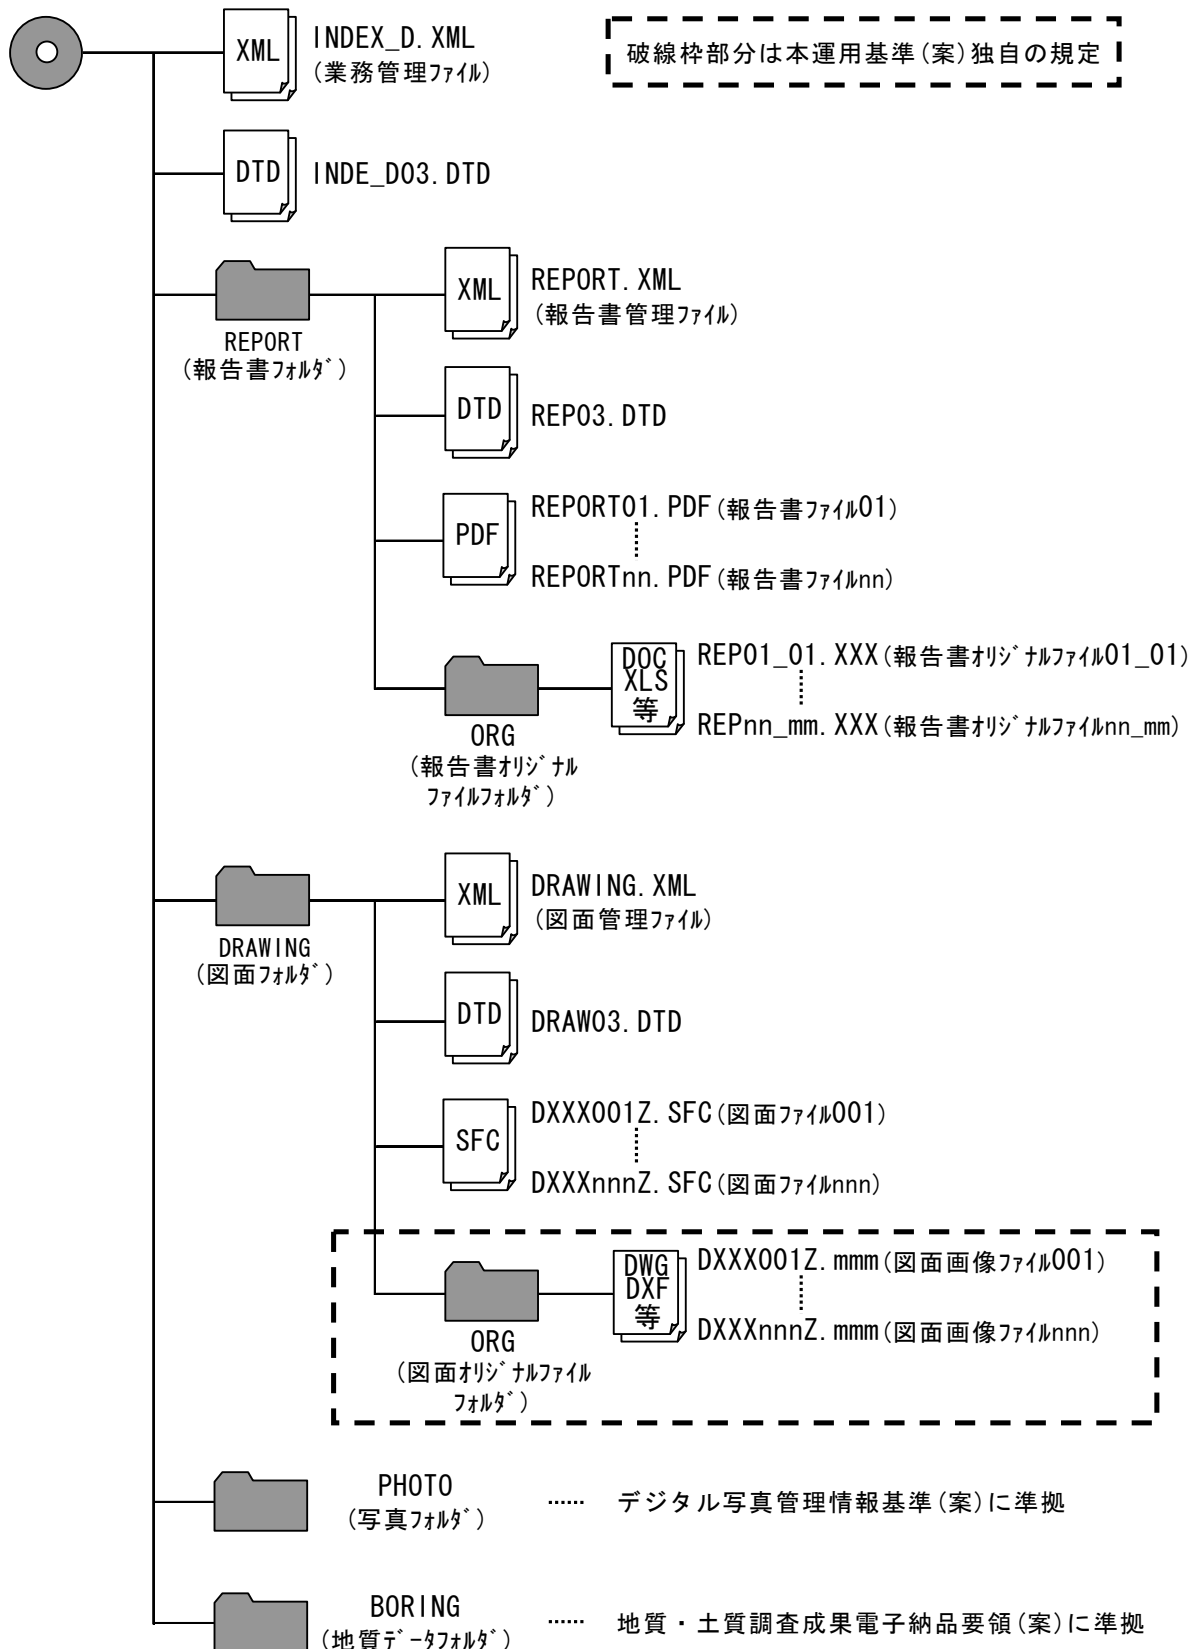 XML
INDEX_D.XML
(業務管理ファイル)
破線枠部分は本運用基準(案)独自の規定
DTD
INDE_D03.DTD
REPORT
(報告書フォルダ)
XML
REPORT.XML
(報告書管理ファイル)
DTD
REP03.DTD
PDF
REPORT01.PDF(報告書ファイル01)
REPORTnn.PDF(報告書ファイルnn)
ORG
(報告書オリジナル
ファイルフォルダ)
DOC
XLS
等
REP01_01.XXX(報告書オリジナルファイル01_01)
REPnn_mm.XXX(報告書オリジナルファイルnn_mm)
DRAWING
(図面フォルダ)
XML
DRAWING.XML
(図面管理ファイル)
DTD
DRAW03.DTD
SFC
DXXX001Z.SFC(図面ファイル001)
DXXXnnnZ.SFC(図面ファイルnnn)
ORG
(図面オリジナルファイル
フォルダ)
DWG
DXF
等
DXXX001Z.mmm(図面画像ファイル001)
DXXXnnnZ.mmm(図面画像ファイルnnn)
PHOTO
(写真フォルダ)
…… デジタル写真管理情報基準(案)に準拠
BORING
(地質データフォルダ)
…… 地質・土質調査成果電子納品要領(案)に準拠